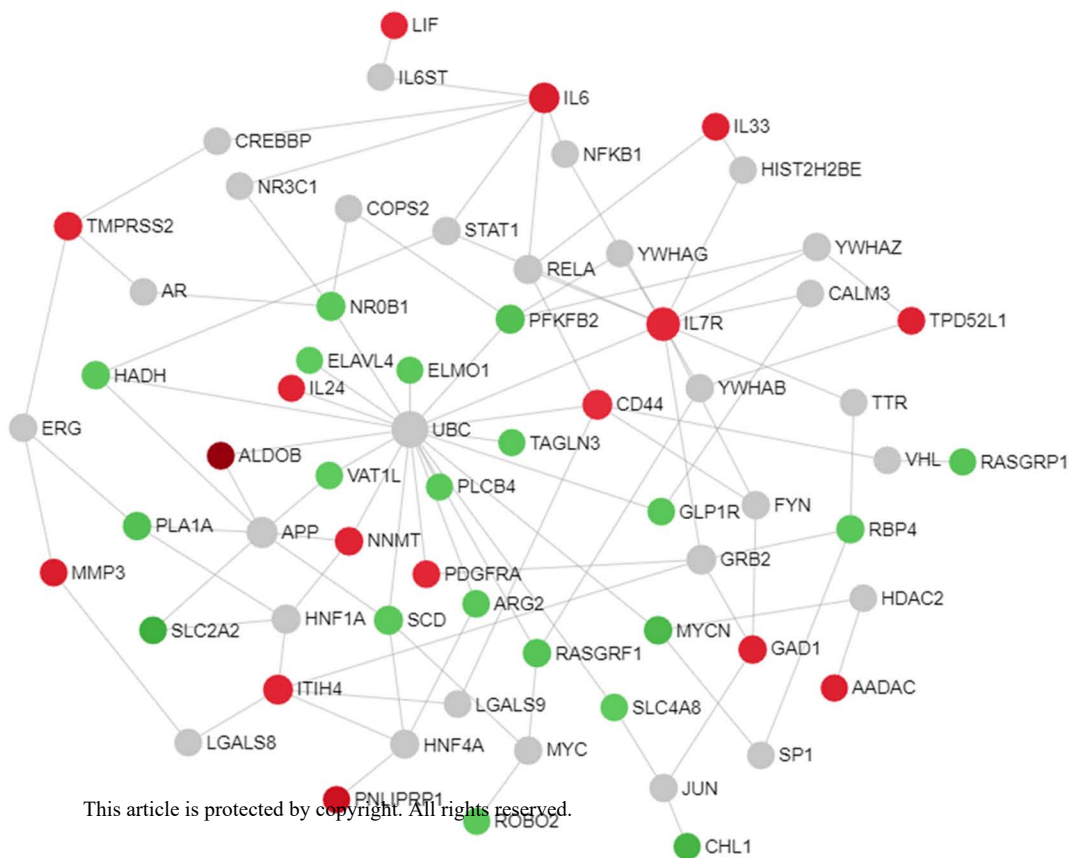 LIF
IL6ST
IL6
IL33
CREBBP
NFKB1
HIST2H2BE
NR3C1
COPS2
TMPRSS2
STAT1
YWHAG
YWHAZ
RELA
AR
CALM3
NR0B1
PFKFB2
IL7R
TPD52L1
ELAVL4
ELMO1
HADH
IL24
YWHAB
CD44
TTR
ERG
UBC
TAGLN3
ALDOB
VHL
RASGRP1
VAT1L
PLCB4
FYN
GLP1R
PLA1A
APP
RBP4
NNMT
GRB2
MMP3
PDGFRA
HDAC2
ARG2
HNF1A
SCD
SLC2A2
MYCN
GAD1
RASGRF1
ITIH4
AADAC
LGALS9
SLC4A8
LGALS8
HNF4A
MYC
SP1
JUN
PNLIPRP1
This article is protected by copyright. All rights reserved.
ROBO2
CHL1